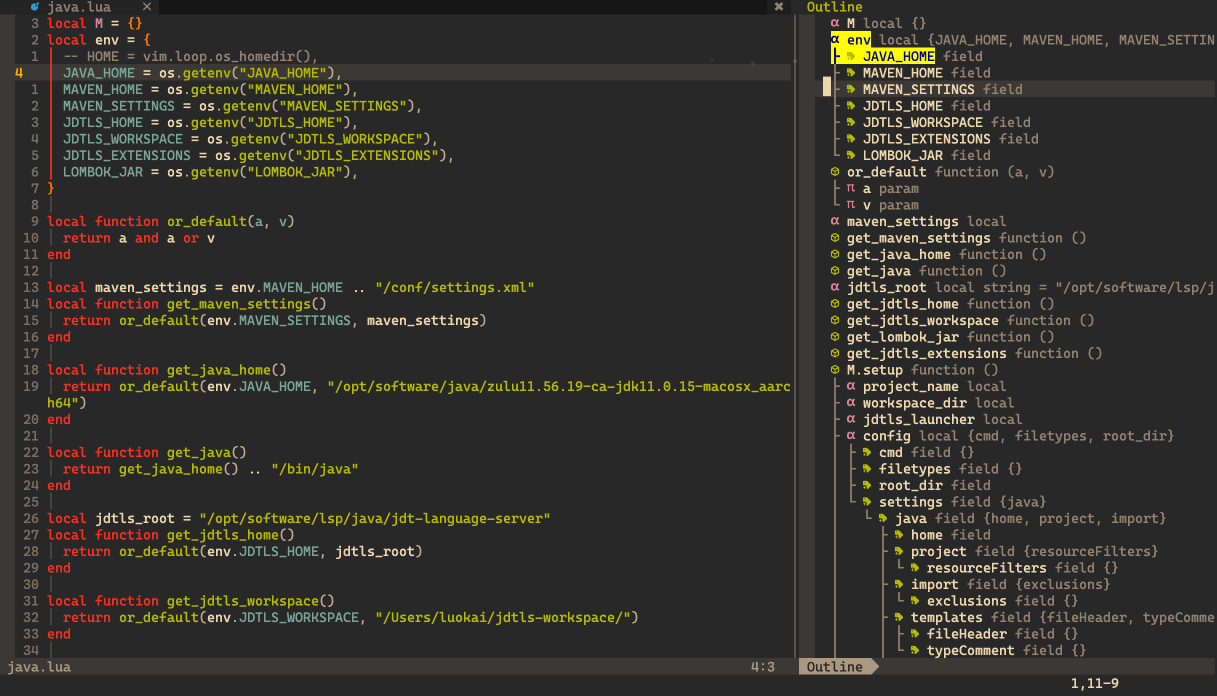 java.lua ✕ ✖
3 local M = {}
2 local env = {
1 -- HOME = vim.loop.os_homedir(),
4 JAVA_HOME = os.getenv("JAVA_HOME"),
1 MAVEN_HOME = os.getenv("MAVEN_HOME"),
2 MAVEN_SETTINGS = os.getenv("MAVEN_SETTINGS"),
3 JDTLS_HOME = os.getenv("JDTLS_HOME"),
4 JDTLS_WORKSPACE = os.getenv("JDTLS_WORKSPACE"),
5 JDTLS_EXTENSIONS = os.getenv("JDTLS_EXTENSIONS"),
6 LOMBOK_JAR = os.getenv("LOMBOK_JAR"),
7 }
8
9 local function or_default(a, v)
10 return a and a or v
11 end
12
13 local maven_settings = env.MAVEN_HOME .. "/conf/settings.xml"
14 local function get_maven_settings()
15 return or_default(env.MAVEN_SETTINGS, maven_settings)
16 end
17
18 local function get_java_home()
19 return or_default(env.JAVA_HOME, "/opt/software/java/zulu11.56.19-ca-jdk11.0.15-macosx_aarc
h64")
20 end
21
22 local function get_java()
23 return get_java_home() .. "/bin/java"
24 end
25
26 local jdtls_root = "/opt/software/lsp/java/jdt-language-server"
27 local function get_jdtls_home()
28 return or_default(env.JDTLS_HOME, jdtls_root)
29 end
30
31 local function get_jdtls_workspace()
32 return or_default(env.JDTLS_WORKSPACE, "/Users/luokai/jdtls-workspace/")
33 end
34
java.lua 4:3
Outline
α M local {}
α env local {JAVA_HOME, MAVEN_HOME, MAVEN_SETTIN
JAVA_HOME field
MAVEN_HOME field
MAVEN_SETTINGS field
JDTLS_HOME field
JDTLS_WORKSPACE field
JDTLS_EXTENSIONS field
LOMBOK_JAR field
or_default function (a, v)
π a param
π v param
α maven_settings local
get_maven_settings function ()
get_java_home function ()
get_java function ()
α jdtls_root local string = "/opt/software/lsp/j
get_jdtls_home function ()
get_jdtls_workspace function ()
get_lombok_jar function ()
get_jdtls_extensions function ()
M.setup function ()
α project_name local
α workspace_dir local
α jdtls_launcher local
α config local {cmd, filetypes, root_dir}
cmd field {}
filetypes field {}
root_dir field
settings field {java}
java field {home, project, import}
home field
project field {resourceFilters}
resourceFilters field {}
import field {exclusions}
exclusions field {}
templates field {fileHeader, typeComme
fileHeader field {}
typeComment field {}
Outline
1,11-9